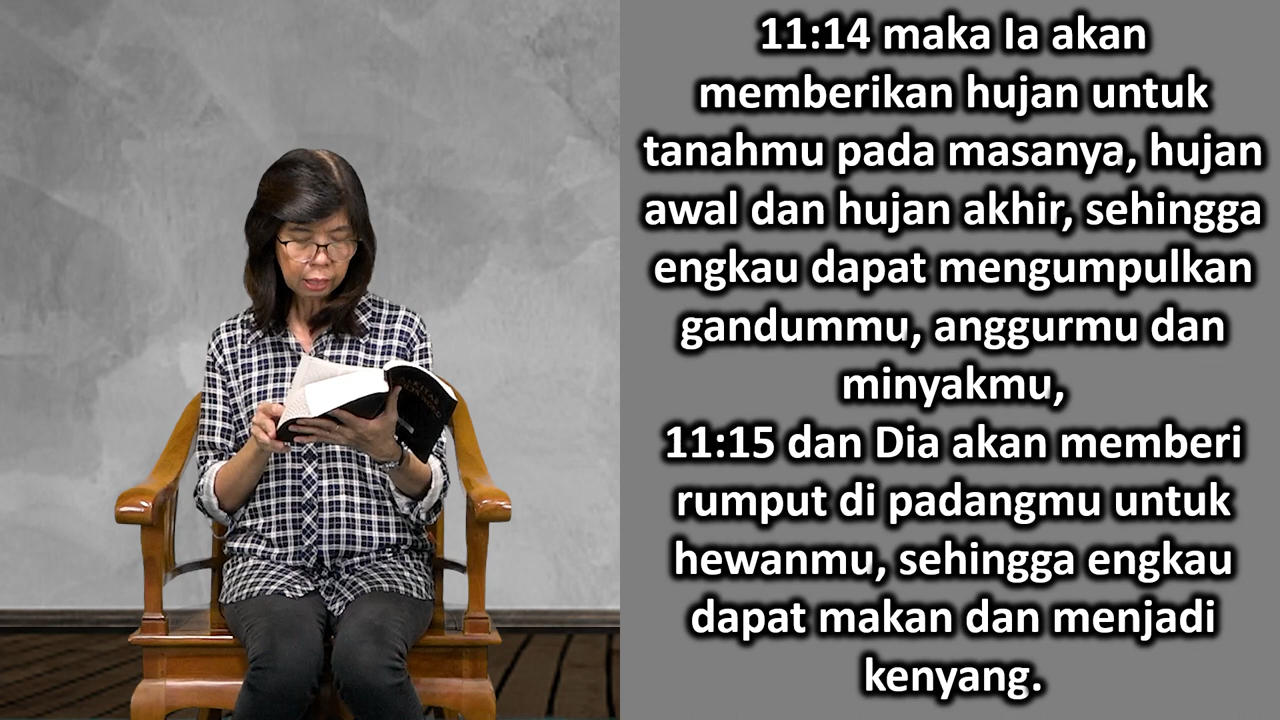 11:14 maka Ia akan
memberikan hujan untuk
tanahmu pada masanya, hujan
awal dan hujan akhir, sehingga
engkau dapat mengumpulkan
gandummu, anggurmu dan
minyakmu,
11:15 dan Dia akan memberi
rumput di padangmu untuk
hewanmu, sehingga engkau
dapat makan dan menjadi
kenyang.